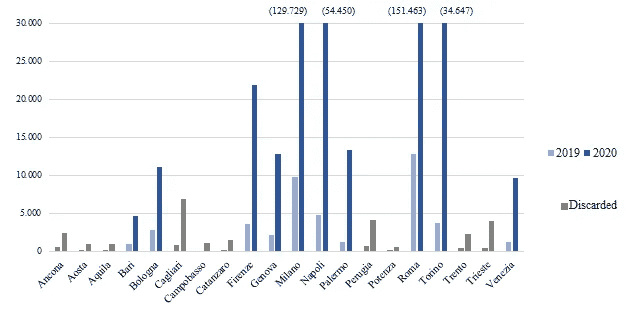 (129.729) (54.450) (151.463) (34.647)
30.000
25.000
20.000
15.000
10.000
5.000
0
Ancona Aosta Aquila Bari Bologna Cagliari Campobasso Catanzaro Firenze Genova Milano Napoli Palermo Perugia Potenza Roma Torino Trento Trieste Venezia
2019 2020
Discarded